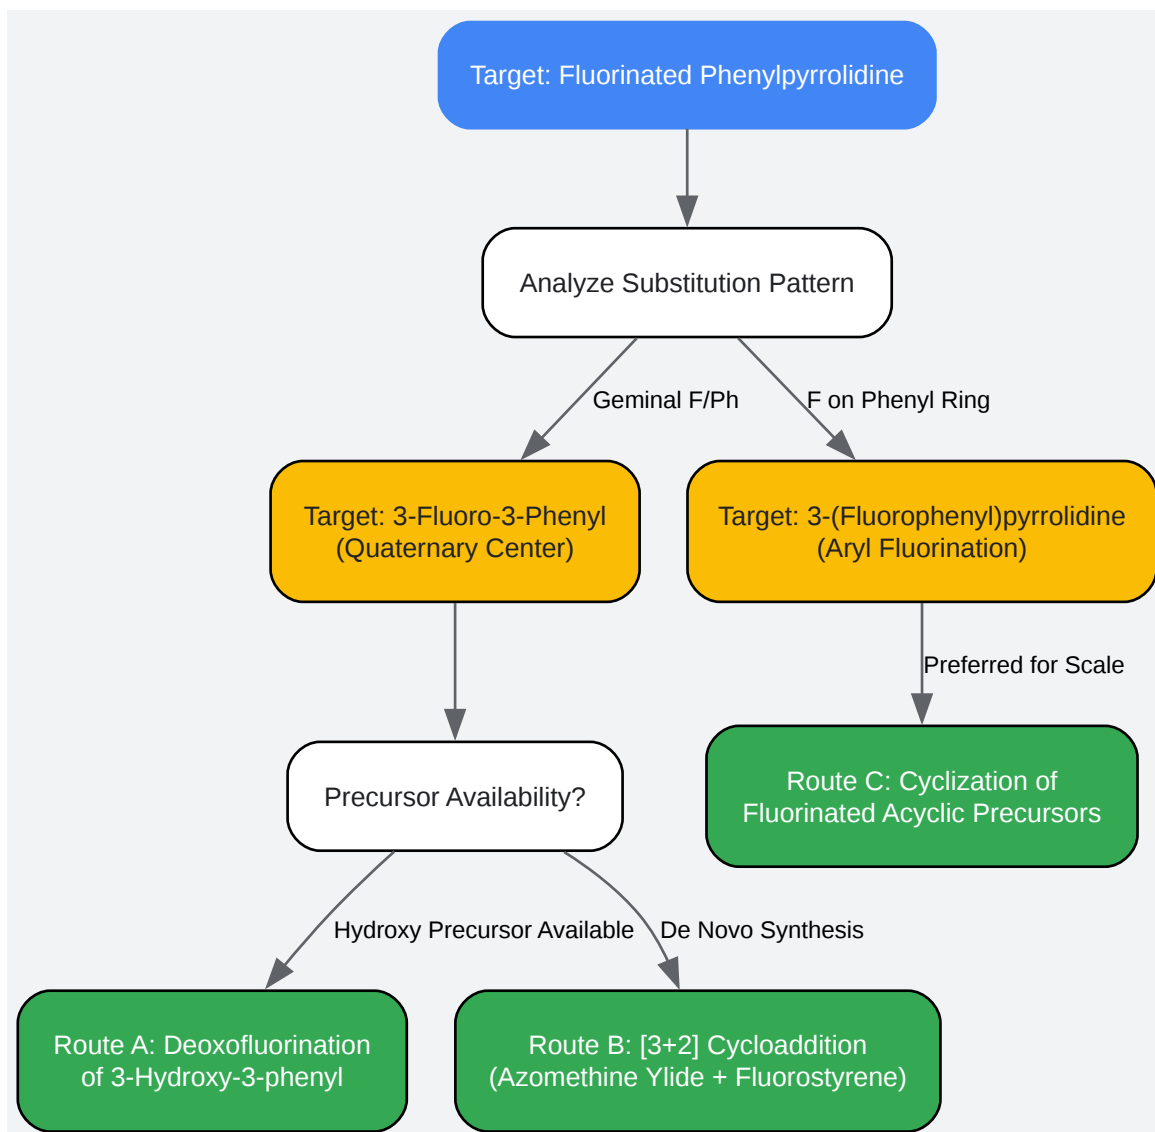 Target: Fluorinated Phenylpyrrolidine
Analyze Substitution Pattern
Geminal F/Ph
F on Phenyl Ring
Target: 3-Fluoro-3-Phenyl
(Quaternary Center)
Target: 3-(Fluorophenyl)pyrrolidine
(Aryl Fluorination)
Preferred for Scale
Precursor Availability?
Route C: Cyclization of
Fluorinated Acyclic Precursors
Hydroxy Precursor Available
De Novo Synthesis
Route A: Deoxofluorination
of 3-Hydroxy-3-phenyl
Route B: [3+2] Cycloaddition
(Azomethine Ylide + Fluorostyrene)